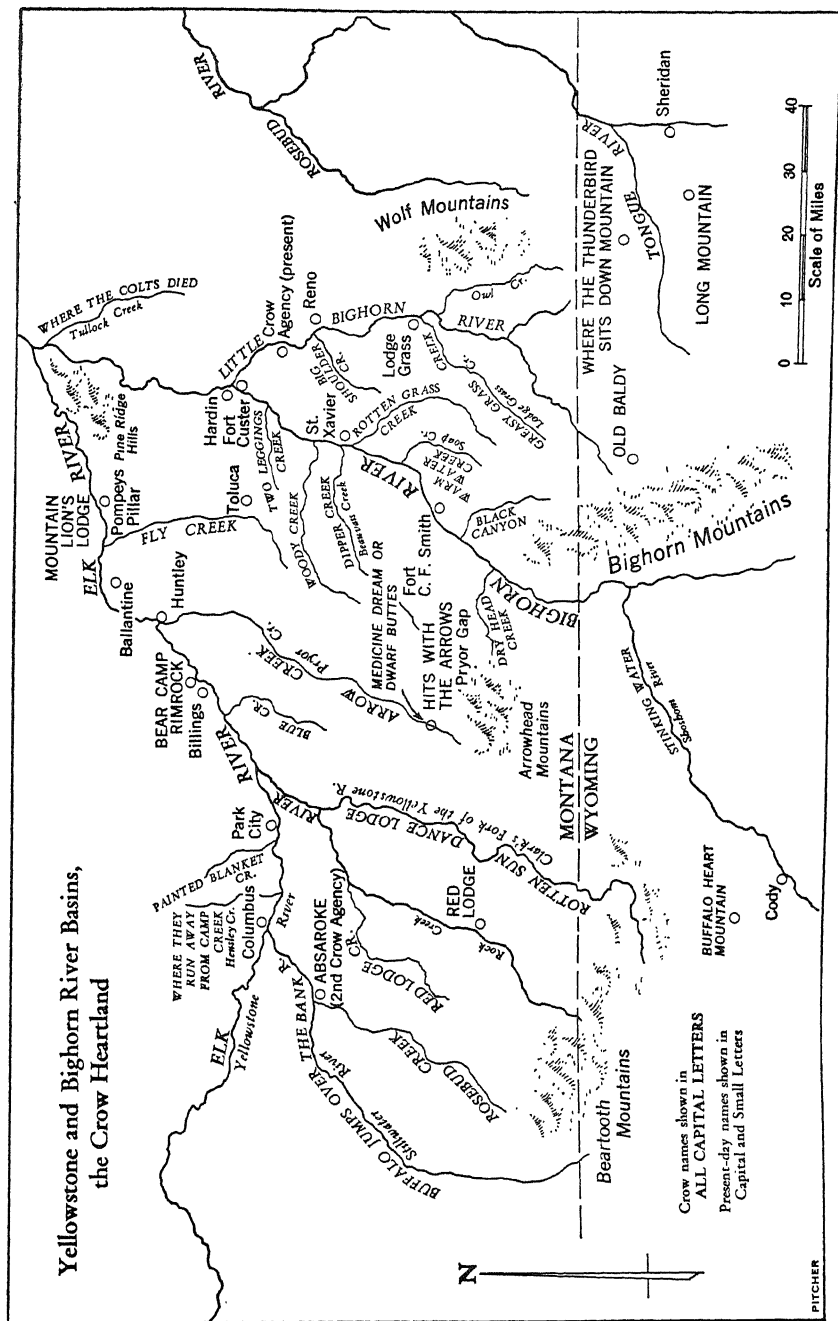 Yellowstone and Bighorn River Basins,
the Crow Heartland
N
WHERE THEY
RUN AWAY
FROM CAMP
CREEK
Hensley Cr.
Columbus
PAINTED BLANKET
CR.
Park
City
ELK
Yellowstone
River
RIVER
BEAR CAMP
RIMROCK
Billings
Huntley
Ballantine
MOUNTAIN
LION'S
LODGE
ELK
RIVER
Pompeys
Pillar
Pine Ridge
Hills
WHERE THE COLTS DIED
Tullock Creek
ROSEBUD
RIVER
BUFFALO JUMPS OVER THE BANK R.
Stillwater River
ABSAROKE
(2nd Crow Agency)
ROSEBUD
CREEK
RED LODGE
CR.
Rock
Creek
RED
LODGE
ROTTEN SUN DANCE LODGE RIVER
Clark's Fork of the Yellowstone R.
BLUE
CR.
ARROW CREEK
Pryor Cr.
FLY CREEK
Toluca
Hardin
Fort
Custer
TWO LEGGINGS
CREEK
WOODY CREEK
DIPPER CREEK
Beauvais Creek
St.
Xavier
LITTLE BIGHORN RIVER
Crow
Agency (present)
Reno
BIG
SHOULDER
CR.
ROTTEN GRASS
CREEK
Lodge
Grass
GREASY GRASS CREEK
Lodge Grass Cr.
Owl Cr.
Wolf Mountains
MEDICINE DREAM OR
DWARF BUTTES
HITS WITH
THE ARROWS
Pryor Gap
Arrowhead
Mountains
Fort
C. F. Smith
WARM
WATER
CREEK
Soap Cr.
BLACK
CANYON
DRY HEAD
CREEK
BIGHORN
RIVER
MONTANA
WYOMING
Beartooth
Mountains
BUFFALO HEART
MOUNTAIN
Cody
STINKING WATER
Shoshone River
Bighorn Mountains
OLD BALDY
WHERE THE THUNDERBIRD
SITS DOWN MOUNTAIN
TONGUE
RIVER
Sheridan
LONG MOUNTAIN
Crow names shown in
ALL CAPITAL LETTERS
Present-day names shown in
Capital and Small Letters
0 10 20 30 40
Scale of Miles
PITCHER